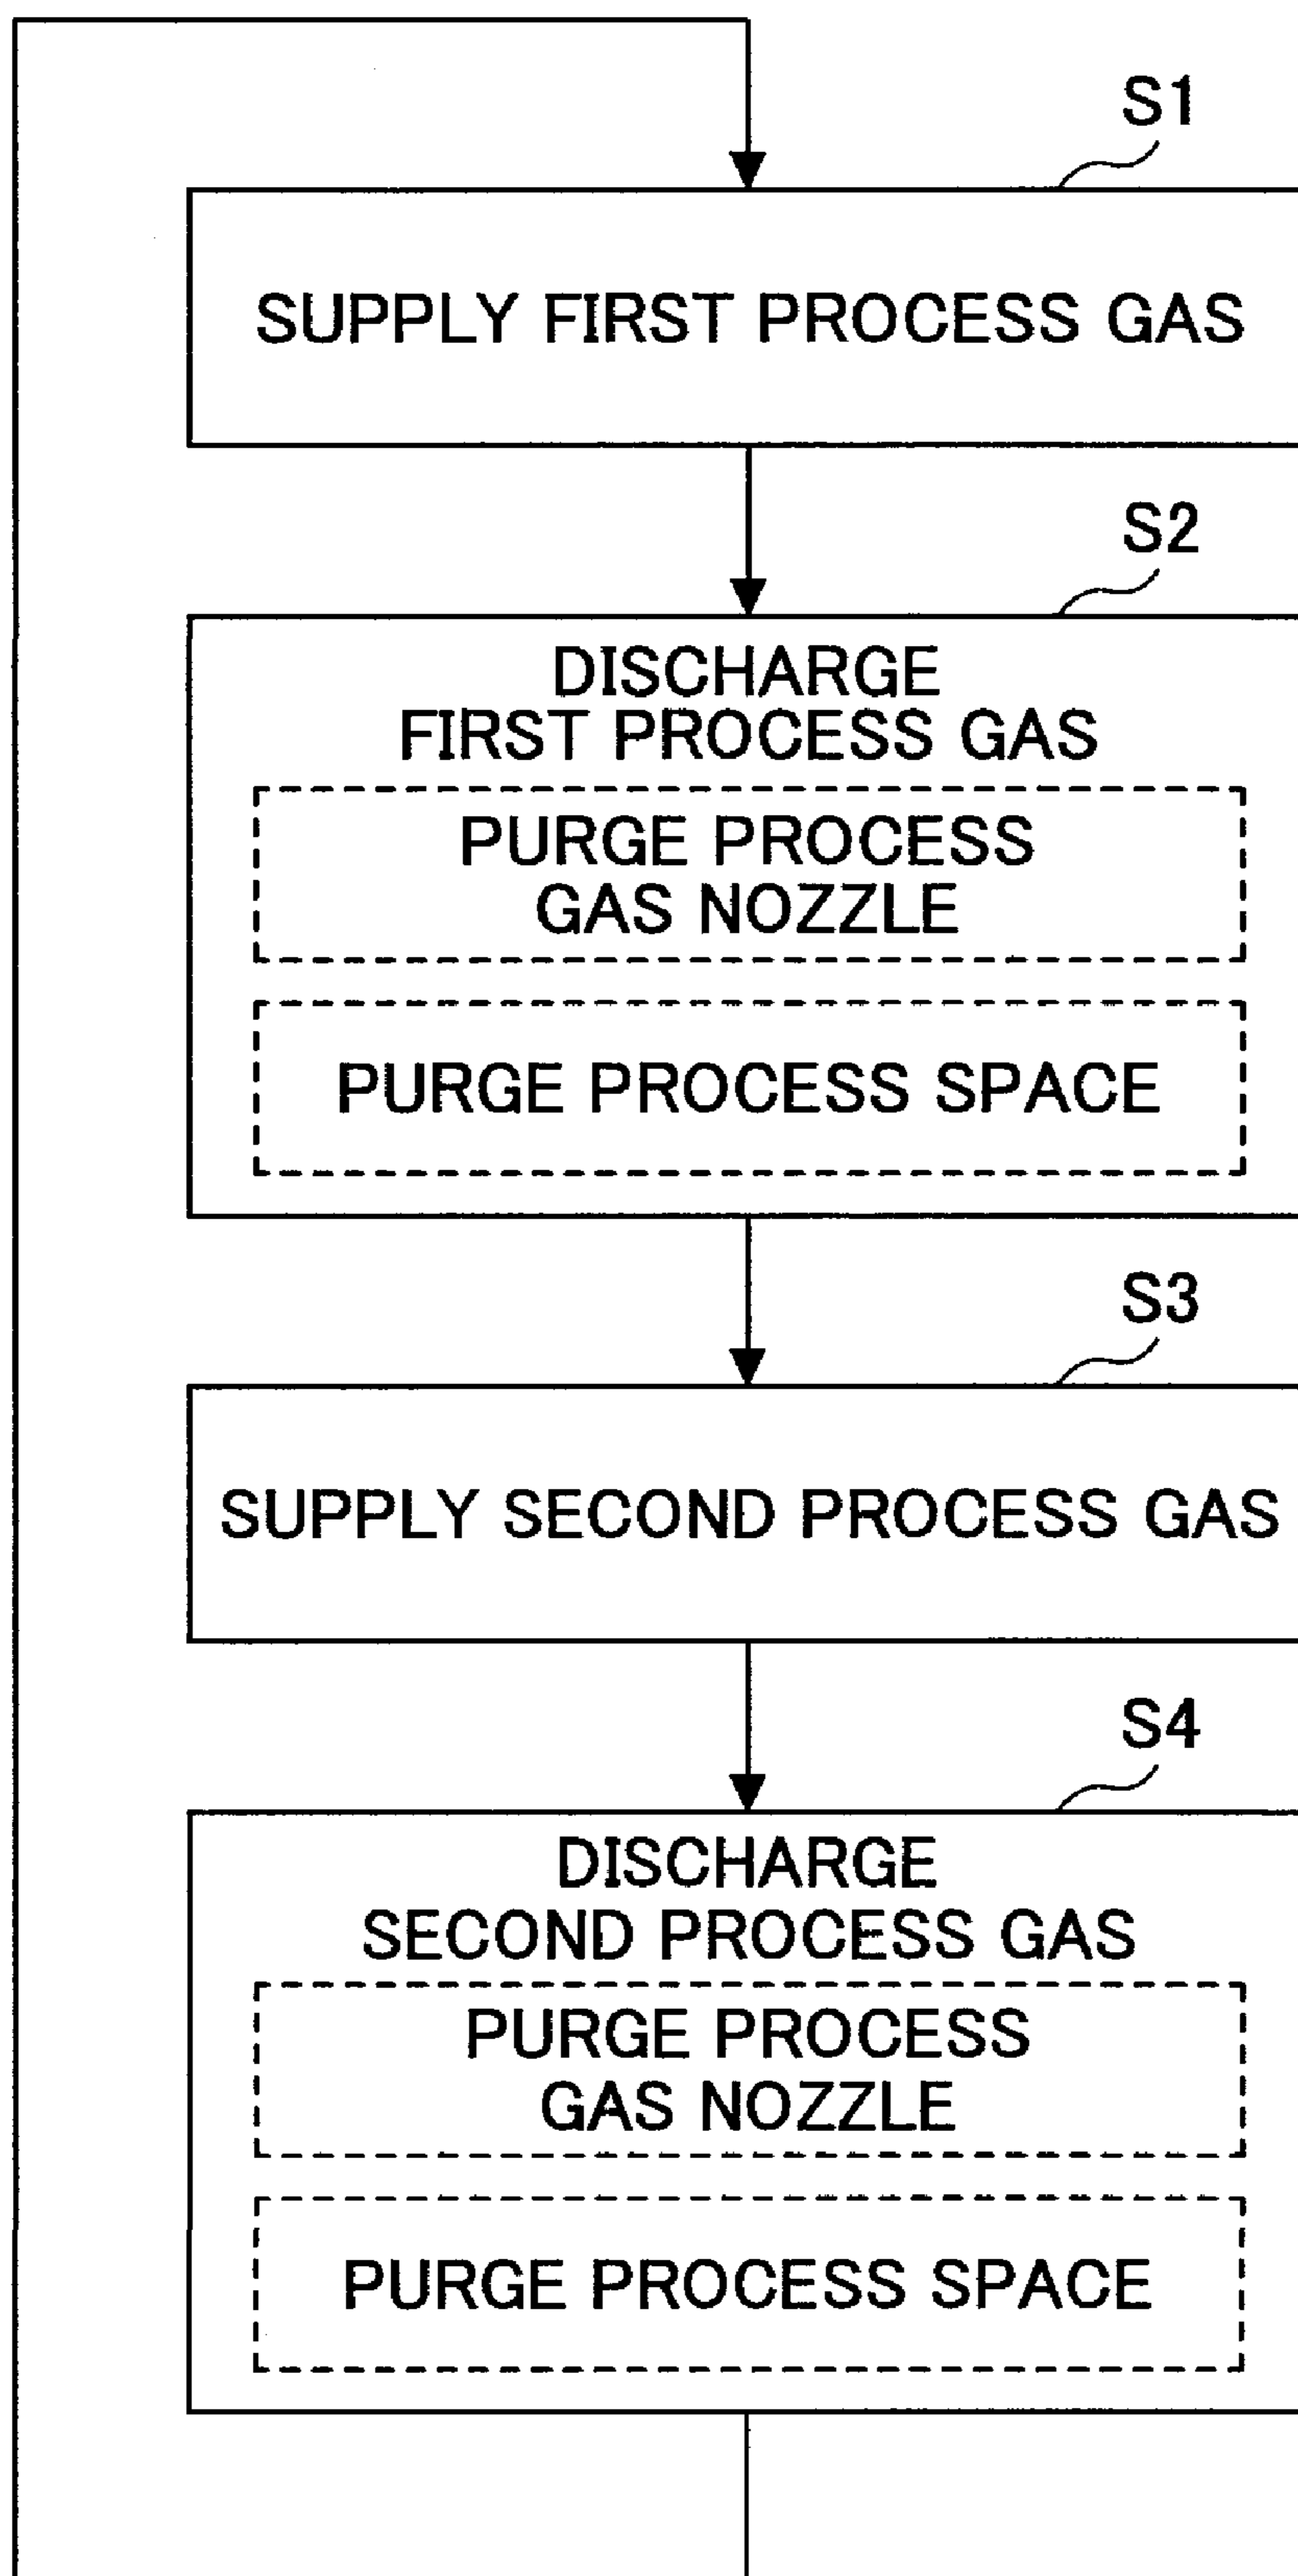 S1
SUPPLY FIRST PROCESS GAS
S2
DISCHARGE
FIRST PROCESS GAS
PURGE PROCESS
GAS NOZZLE
PURGE PROCESS SPACE
S3
SUPPLY SECOND PROCESS GAS
S4
DISCHARGE
SECOND PROCESS GAS
PURGE PROCESS
GAS NOZZLE
PURGE PROCESS SPACE